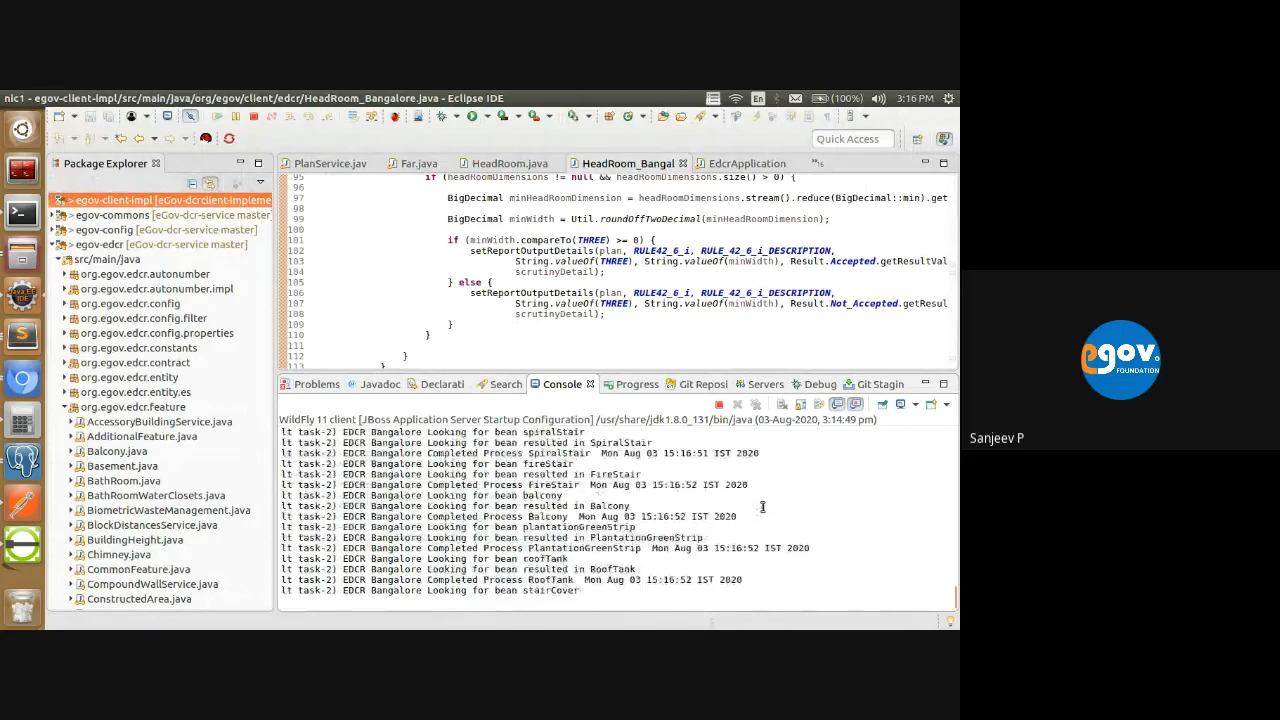 nic1 - egov-client-impl/src/main/java/org/egov/client/edcr/HeadRoom_Bangalore.java - Eclipse IDE
En
(100%)
3:16 PM
Quick Access
Package Explorer
> egov-client-impl [eGov-dcrclient-impleme
> egov-commons [eGov-dcr-service master]
> egov-config [eGov-dcr-service master]
> egov-edcr [eGov-dcr-service master]
src/main/java
org.egov.edcr.autonumber
org.egov.edcr.autonumber.impl
org.egov.edcr.config
org.egov.edcr.config.filter
org.egov.edcr.config.properties
org.egov.edcr.constants
org.egov.edcr.contract
org.egov.edcr.entity
org.egov.edcr.entity.es
org.egov.edcr.feature
AccessoryBuildingService.java
AdditionalFeature.java
Balcony.java
Basement.java
BathRoom.java
BathRoomWaterClosets.java
BiometricWasteManagement.java
BlockDistancesService.java
BuildingHeight.java
Chimney.java
CommonFeature.java
CompoundWallService.java
ConstructedArea.java
PlanService.jav
Far.java
HeadRoom.java
HeadRoom_Bangal
EdcrApplication
95 if (headRoomDimensions != null && headRoomDimensions.size() > 0) {
96
97 BigDecimal minHeadRoomDimension = headRoomDimensions.stream().reduce(BigDecimal::min).get
98
99 BigDecimal minWidth = Util.roundOffTwoDecimal(minHeadRoomDimension);
100
101 if (minWidth.compareTo(THREE) >= 0) {
102 setReportOutputDetails(plan, RULE42_6_i, RULE_42_6_i_DESCRIPTION,
103 String.valueOf(THREE), String.valueOf(minWidth), Result.Accepted.getResultVal
104 scrutinyDetail);
105 } else {
106 setReportOutputDetails(plan, RULE42_6_i, RULE_42_6_i_DESCRIPTION,
107 String.valueOf(THREE), String.valueOf(minWidth), Result.Not_Accepted.getResul
108 scrutinyDetail);
109 }
110 }
111
112 }
113 }
Problems
Javadoc
Declarati
Search
Console
Progress
Git Reposi
Servers
Debug
Git Stagin
WildFly 11 client [JBoss Application Server Startup Configuration] /usr/share/jdk1.8.0_131/bin/java (03-Aug-2020, 3:14:49 pm)
lt task-2) EDCR Bangalore Looking for bean spiralStair
lt task-2) EDCR Bangalore Looking for bean resulted in SpiralStair
lt task-2) EDCR Bangalore Completed Process SpiralStair Mon Aug 03 15:16:51 IST 2020
lt task-2) EDCR Bangalore Looking for bean fireStair
lt task-2) EDCR Bangalore Looking for bean resulted in FireStair
lt task-2) EDCR Bangalore Completed Process FireStair Mon Aug 03 15:16:52 IST 2020
lt task-2) EDCR Bangalore Looking for bean balcony
lt task-2) EDCR Bangalore Looking for bean resulted in Balcony
lt task-2) EDCR Bangalore Completed Process Balcony Mon Aug 03 15:16:52 IST 2020
lt task-2) EDCR Bangalore Looking for bean plantationGreenStrip
lt task-2) EDCR Bangalore Looking for bean resulted in PlantationGreenStrip
lt task-2) EDCR Bangalore Completed Process PlantationGreenStrip Mon Aug 03 15:16:52 IST 2020
lt task-2) EDCR Bangalore Looking for bean roofTank
lt task-2) EDCR Bangalore Looking for bean resulted in RoofTank
lt task-2) EDCR Bangalore Completed Process RoofTank Mon Aug 03 15:16:52 IST 2020
lt task-2) EDCR Bangalore Looking for bean stairCover
egov.
FOUNDATION
Sanjeev P